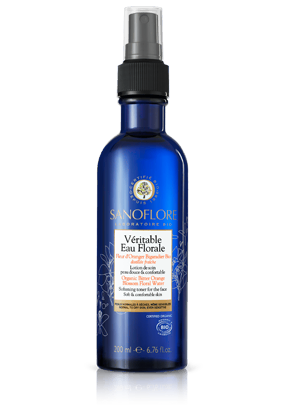 SANOFLORE
LABORATOIRE BIO
Véritable
Eau Florale
Fleur d'Oranger Bigaradier Bio
Lotion de soin
peau douce & confortable
Organic Bitter Orange
Blossom Floral Water
Softening toner for the face
Soft & comfortable skin
BIO
200 ml - 6.76 fl.oz